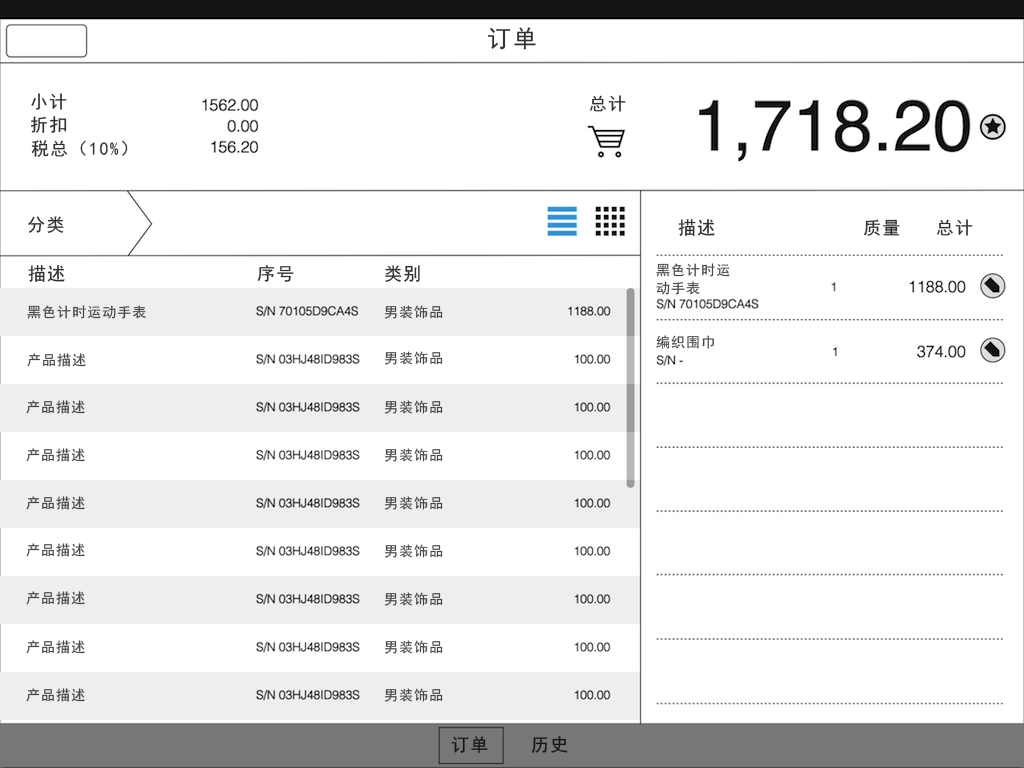 订单
小计 1562.00
折扣 0.00
税总（10%） 156.20
总计
1,718.20
分类
描述 序号 类别
黑色计时运动手表 S/N 70105D9CA4S 男装饰品 1188.00
产品描述 S/N 03HJ48ID983S 男装饰品 100.00
产品描述 S/N 03HJ48ID983S 男装饰品 100.00
产品描述 S/N 03HJ48ID983S 男装饰品 100.00
产品描述 S/N 03HJ48ID983S 男装饰品 100.00
产品描述 S/N 03HJ48ID983S 男装饰品 100.00
产品描述 S/N 03HJ48ID983S 男装饰品 100.00
产品描述 S/N 03HJ48ID983S 男装饰品 100.00
产品描述 S/N 03HJ48ID983S 男装饰品 100.00
描述 质量 总计
黑色计时运
动手表 1 1188.00
S/N 70105D9CA4S
编织围巾 1 374.00
S/N -
订单 历史